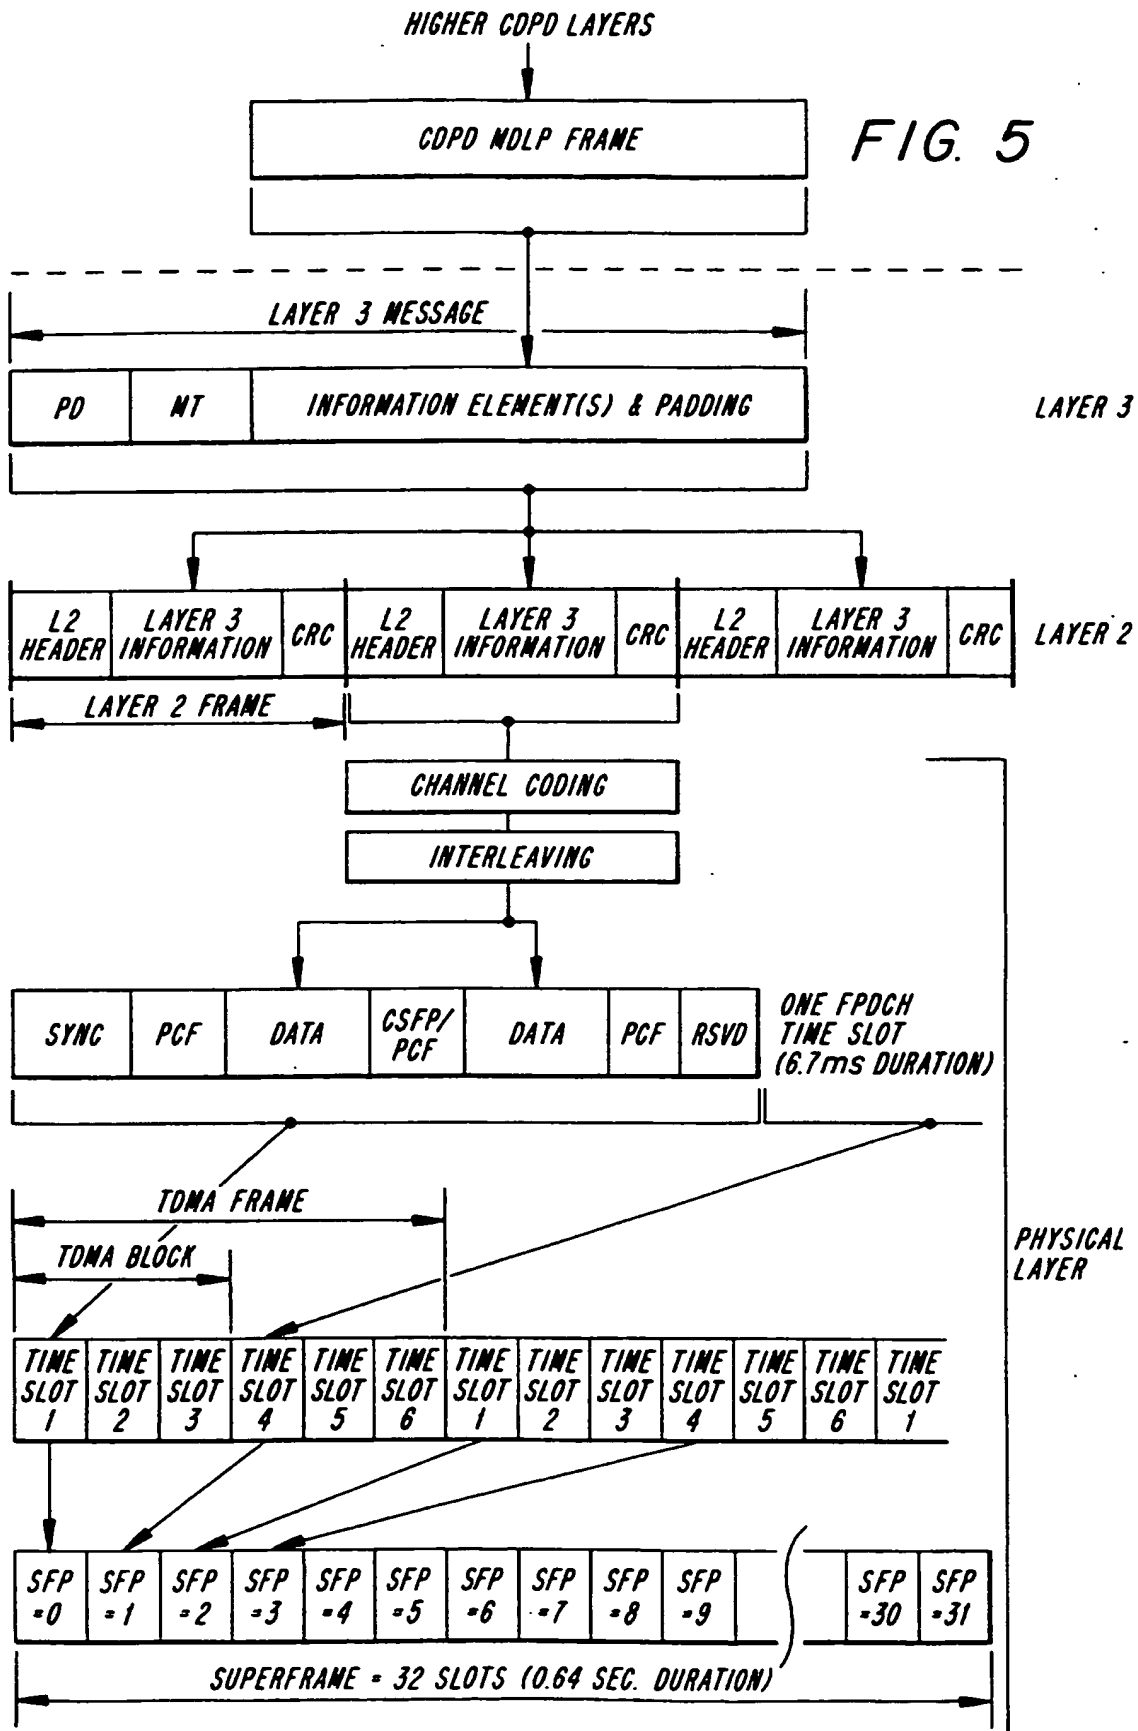 HIGHER CDPD LAYERS
CDPD MDLP FRAME
FIG. 5
LAYER 3 MESSAGE
PD
MT
INFORMATION ELEMENT(S) & PADDING
LAYER 3
L2
HEADER
LAYER 3
INFORMATION
CRC
L2
HEADER
LAYER 3
INFORMATION
CRC
L2
HEADER
LAYER 3
INFORMATION
CRC
LAYER 2
LAYER 2 FRAME
CHANNEL CODING
INTERLEAVING
SYNC
PCF
DATA
CSFP/
PCF
DATA
PCF
RSVD
ONE FPDCH
TIME SLOT
(6.7ms DURATION)
TDMA FRAME
TDMA BLOCK
PHYSICAL
LAYER
TIME
SLOT
1
TIME
SLOT
2
TIME
SLOT
3
TIME
SLOT
4
TIME
SLOT
5
TIME
SLOT
6
TIME
SLOT
1
TIME
SLOT
2
TIME
SLOT
3
TIME
SLOT
4
TIME
SLOT
5
TIME
SLOT
6
TIME
SLOT
1
SFP
=0
SFP
=1
SFP
=2
SFP
=3
SFP
=4
SFP
=5
SFP
=6
SFP
=7
SFP
=8
SFP
=9
SFP
=30
SFP
=31
SUPERFRAME = 32 SLOTS (0.64 SEC. DURATION)